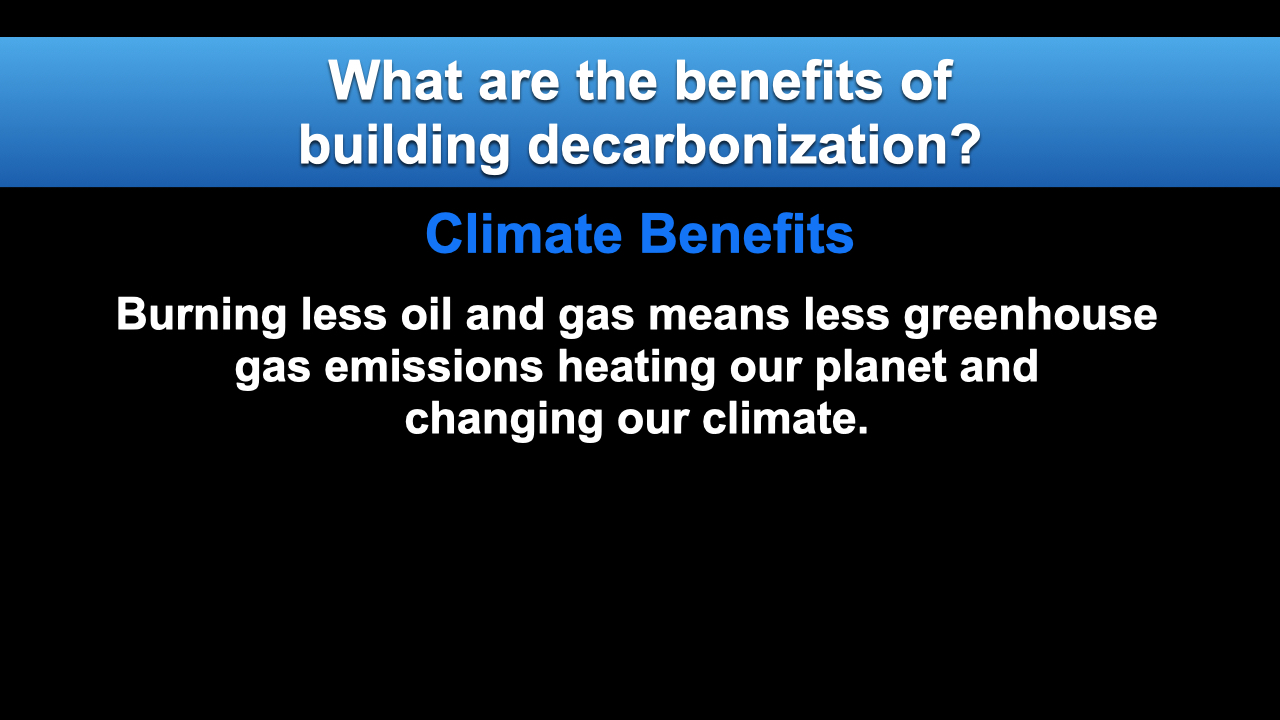 What are the benefits of
building decarbonization?
Climate Benefits
Burning less oil and gas means less greenhouse
gas emissions heating our planet and
changing our climate.